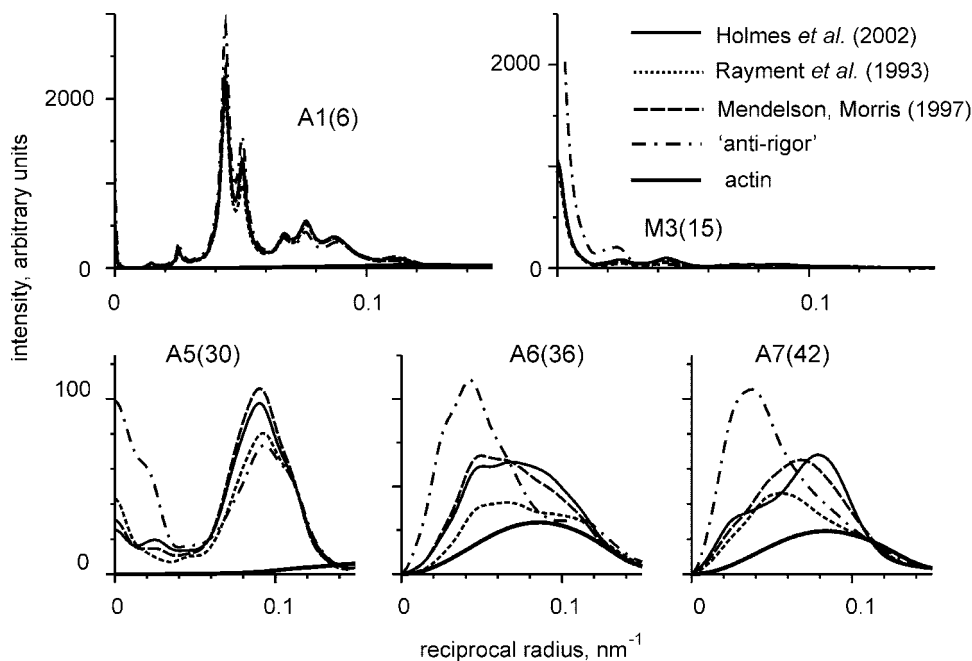 Holmes et al. (2002)
Rayment et al. (1993)
Mendelson, Morris (1997)
'anti-rigor'
actin
2000
A1(6)
0
0
0.1
2000
M3(15)
0
0
0.1
intensity, arbitrary units
A5(30)
A6(36)
A7(42)
100
0
0
0.1
0
0.1
0
0.1
reciprocal radius, nm⁻¹